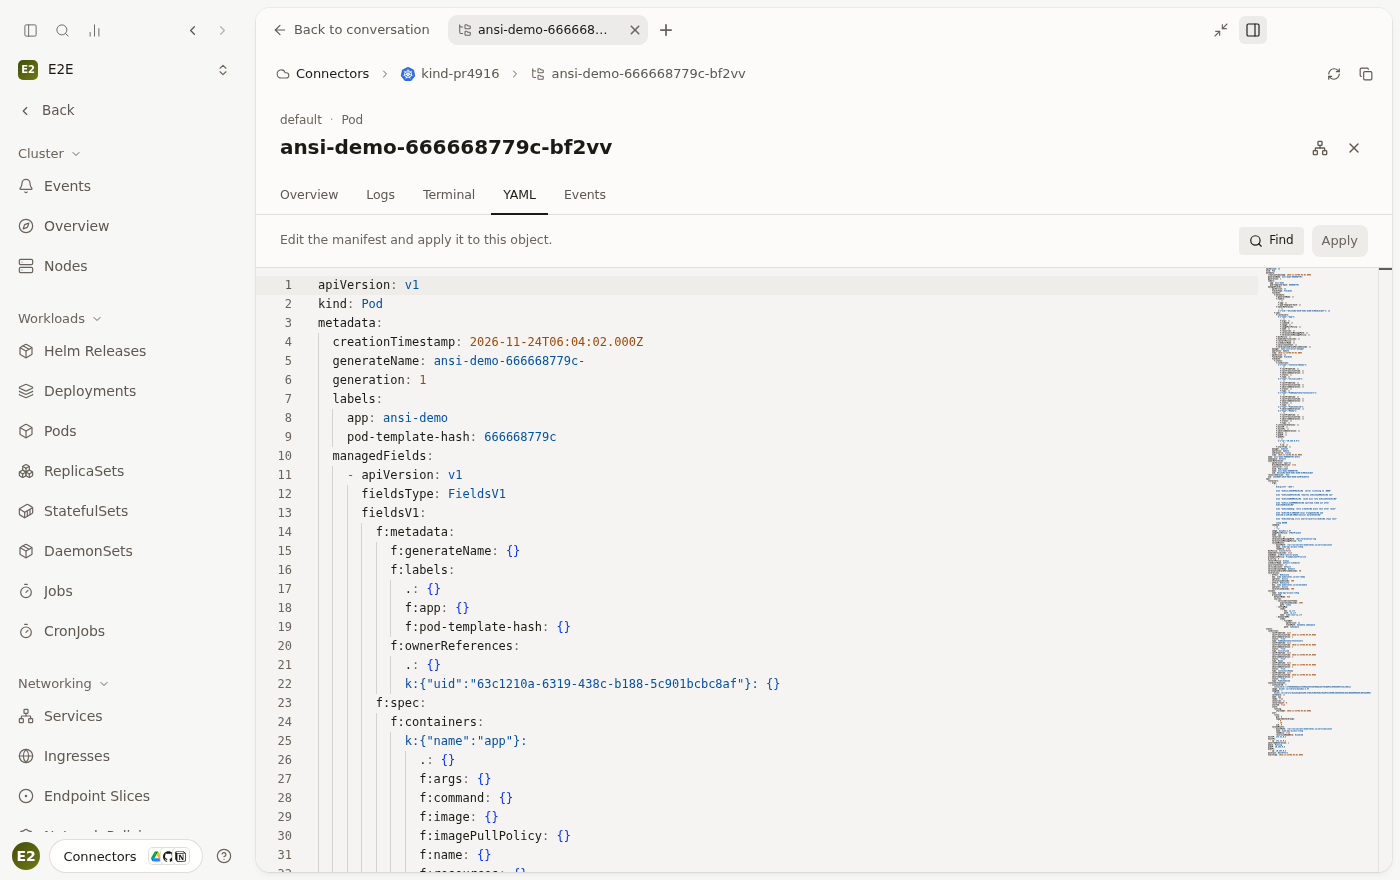 Back to conversation
ansi-demo-666668...
E2 E2E
Connectors
kind-pr4916
ansi-demo-666668779c-bf2vv
Back
default · Pod
ansi-demo-666668779c-bf2vv
Cluster
Events
Overview
Nodes
Workloads
Helm Releases
Deployments
Pods
ReplicaSets
StatefulSets
DaemonSets
Jobs
CronJobs
Networking
Services
Ingresses
Endpoint Slices
E2
Connectors
Overview
Logs
Terminal
YAML
Events
Edit the manifest and apply it to this object.
Find
Apply
1 apiVersion: v1
2 kind: Pod
3 metadata:
4 creationTimestamp: 2026-11-24T06:04:02.000Z
5 generateName: ansi-demo-666668779c-
6 generation: 1
7 labels:
8 app: ansi-demo
9 pod-template-hash: 666668779c
10 managedFields:
11 - apiVersion: v1
12 fieldsType: FieldsV1
13 fieldsV1:
14 f:metadata:
15 f:generateName: {}
16 f:labels:
17 .: {}
18 f:app: {}
19 f:pod-template-hash: {}
20 f:ownerReferences:
21 .: {}
22 k:{"uid":"63c1210a-6319-438c-b188-5c901bcbc8af"}: {}
23 f:spec:
24 f:containers:
25 k:{"name":"app"}:
26 .: {}
27 f:args: {}
28 f:command: {}
29 f:image: {}
30 f:imagePullPolicy: {}
31 f:name: {}